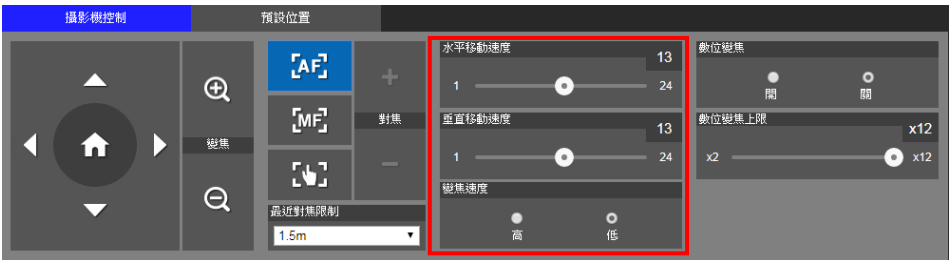 攝影機控制
預設位置
變焦
AF
MF
對焦
最近對焦限制
1.5m
水平移動速度
13
1
24
垂直移動速度
13
1
24
變焦速度
高
低
數位變焦
開
關
數位變焦上限
x12
x2
x12